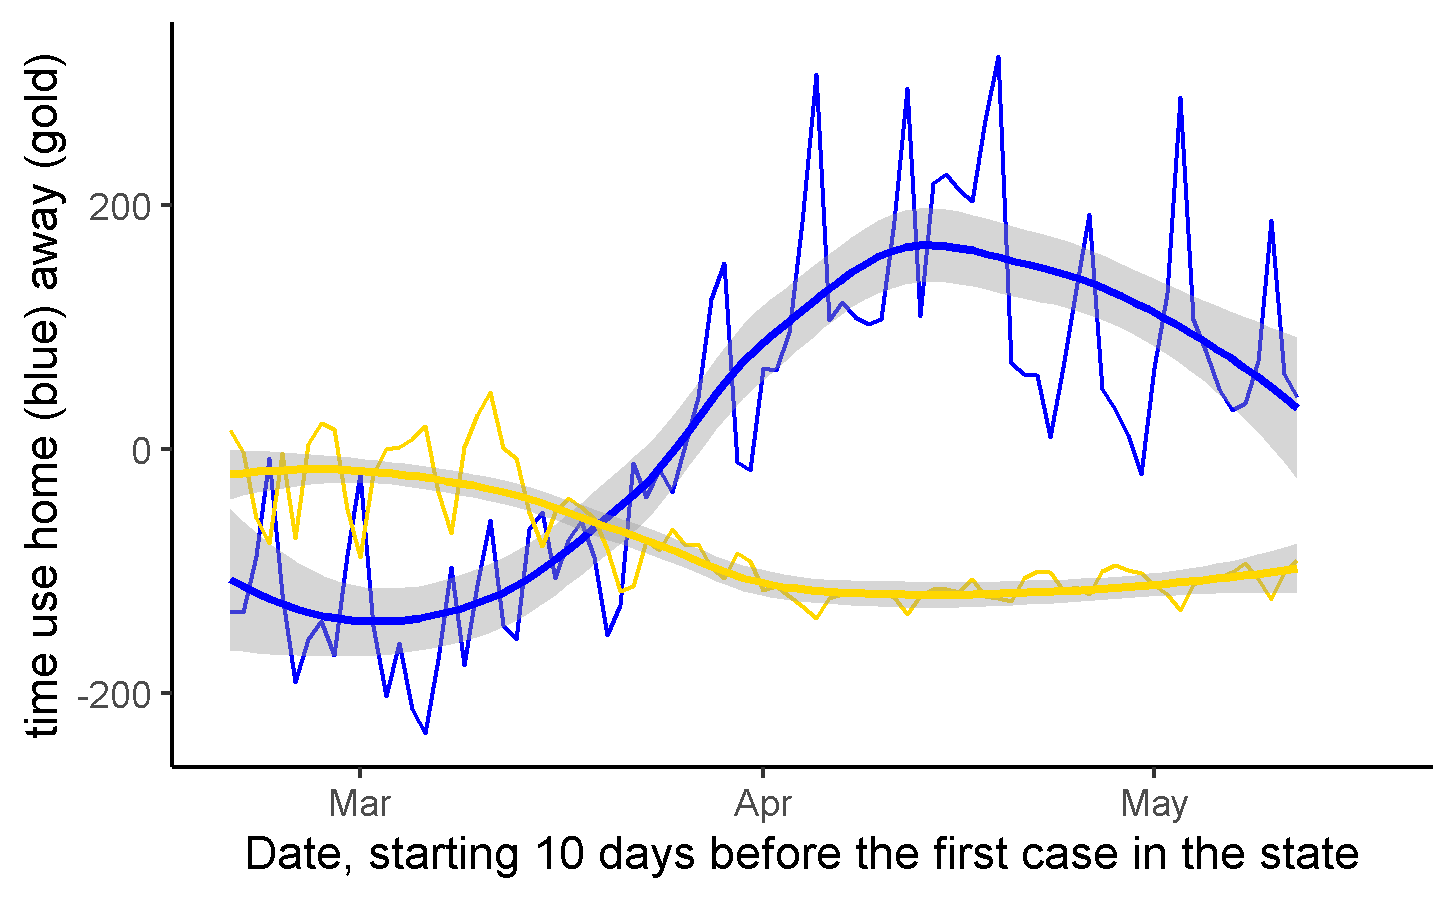 time use home (blue) away (gold)
200
0
-200
Mar
Apr
May
Date, starting 10 days before the first case in the state